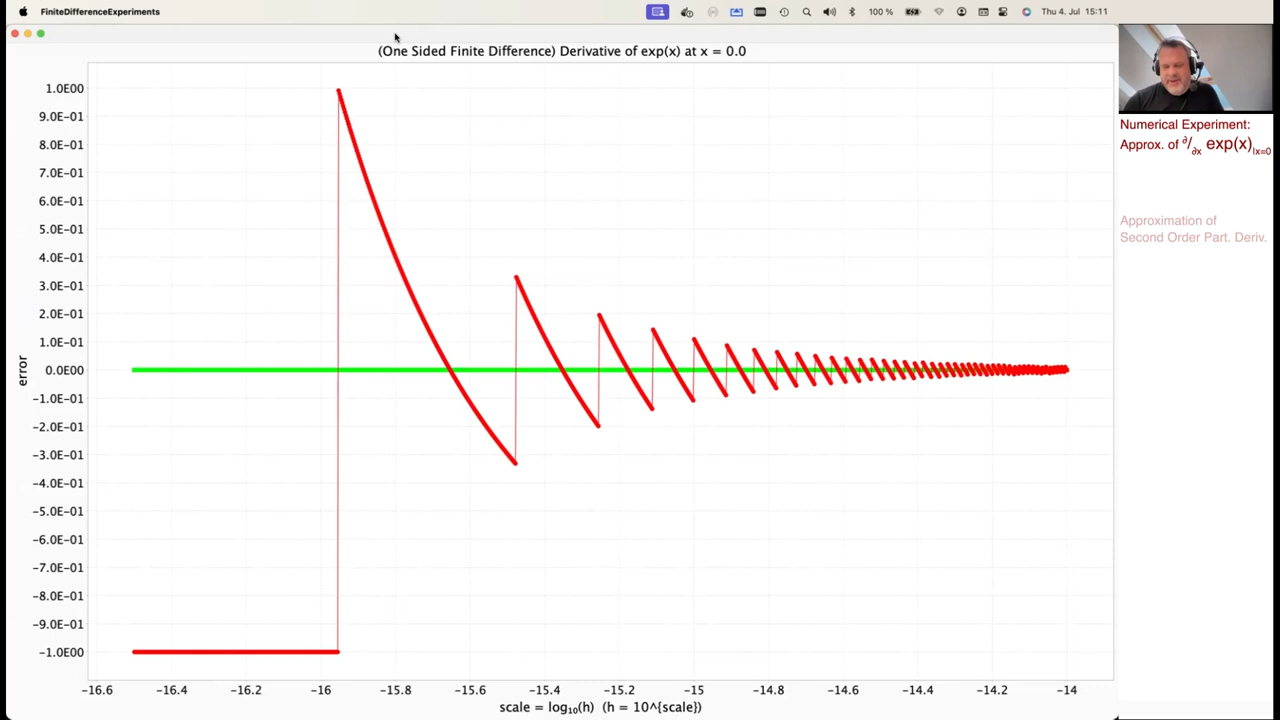 FiniteDifferenceExperiments
100 %
Thu 4. Jul 15:11
(One Sided Finite Difference) Derivative of exp(x) at x = 0.0
1.0E00
9.0E-01
8.0E-01
7.0E-01
6.0E-01
5.0E-01
4.0E-01
3.0E-01
2.0E-01
1.0E-01
0.0E00
-1.0E-01
-2.0E-01
-3.0E-01
-4.0E-01
-5.0E-01
-6.0E-01
-7.0E-01
-8.0E-01
-9.0E-01
-1.0E00
error
-16.6 -16.4 -16.2 -16 -15.8 -15.6 -15.4 -15.2 -15 -14.8 -14.6 -14.4 -14.2 -14
scale = log₁₀(h) (h = 10^{scale})
Numerical Experiment:
Approx. of ∂/∂x exp(x)|x=0
Approximation of
Second Order Part. Deriv.